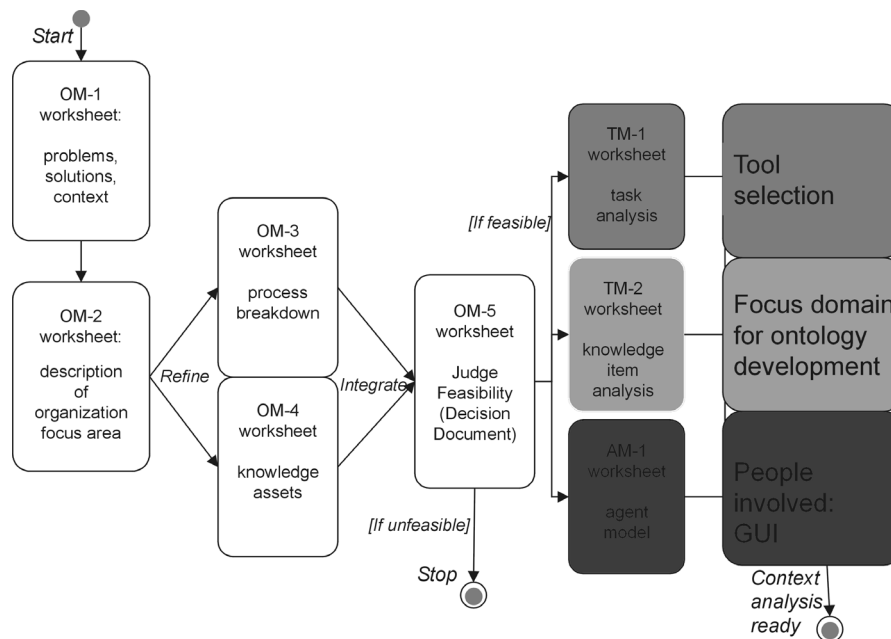 Start
OM-1
worksheet:
problems,
solutions,
context
OM-2
worksheet:
description
of
organization
focus area
Refine
OM-3
worksheet
process
breakdown
OM-4
worksheet
knowledge
assets
Integrate
OM-5
worksheet
Judge
Feasibility
(Decision
Document)
[If unfeasible]
Stop
[If feasible]
TM-1
worksheet
task
analysis
TM-2
worksheet
knowledge
item
analysis
AM-1
worksheet
agent
model
Tool
selection
Focus domain
for ontology
development
People
involved:
GUI
Context
analysis
ready